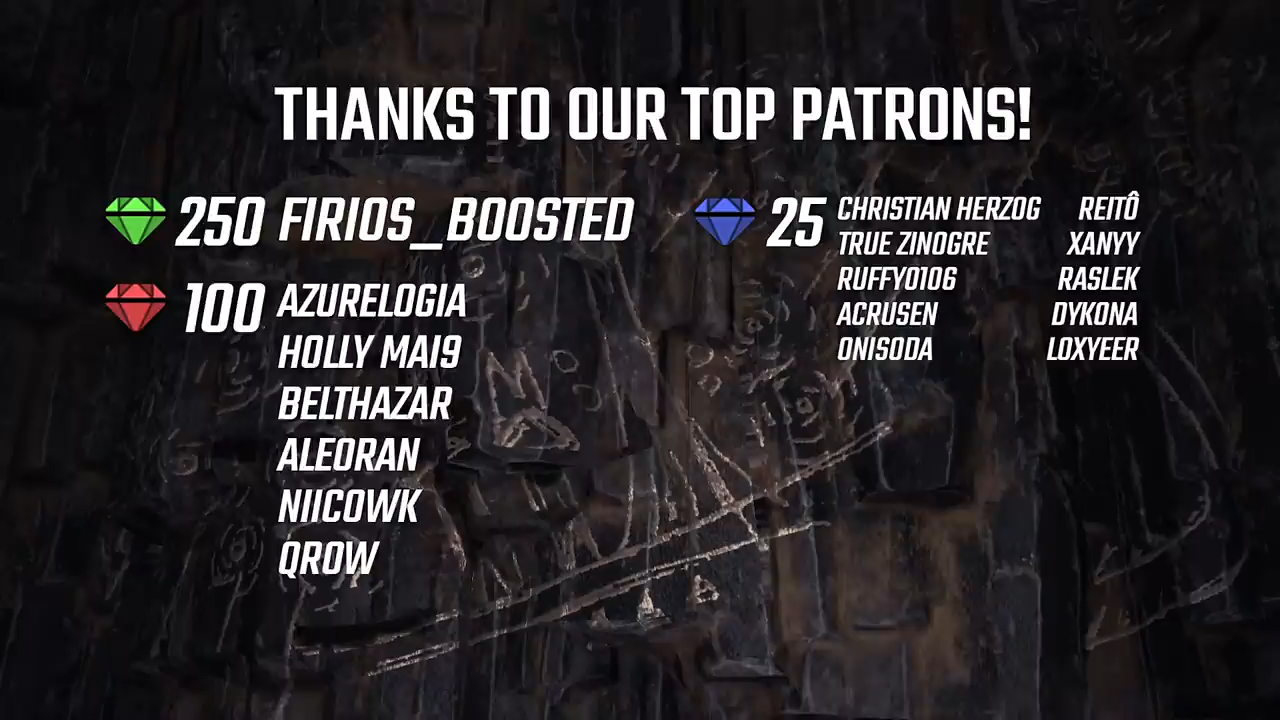 THANKS TO OUR TOP PATRONS!
250 FIRIOS_BOOSTED
100 AZURELOGIA
HOLLY MAI9
BELTHAZAR
ALEORAN
NIICOWK
QROW
25 CHRISTIAN HERZOG REITÔ
TRUE ZINOGRE XANYY
RUFFY0106 RASLEK
ACRUSEN DYKONA
ONISODA LOXYEER